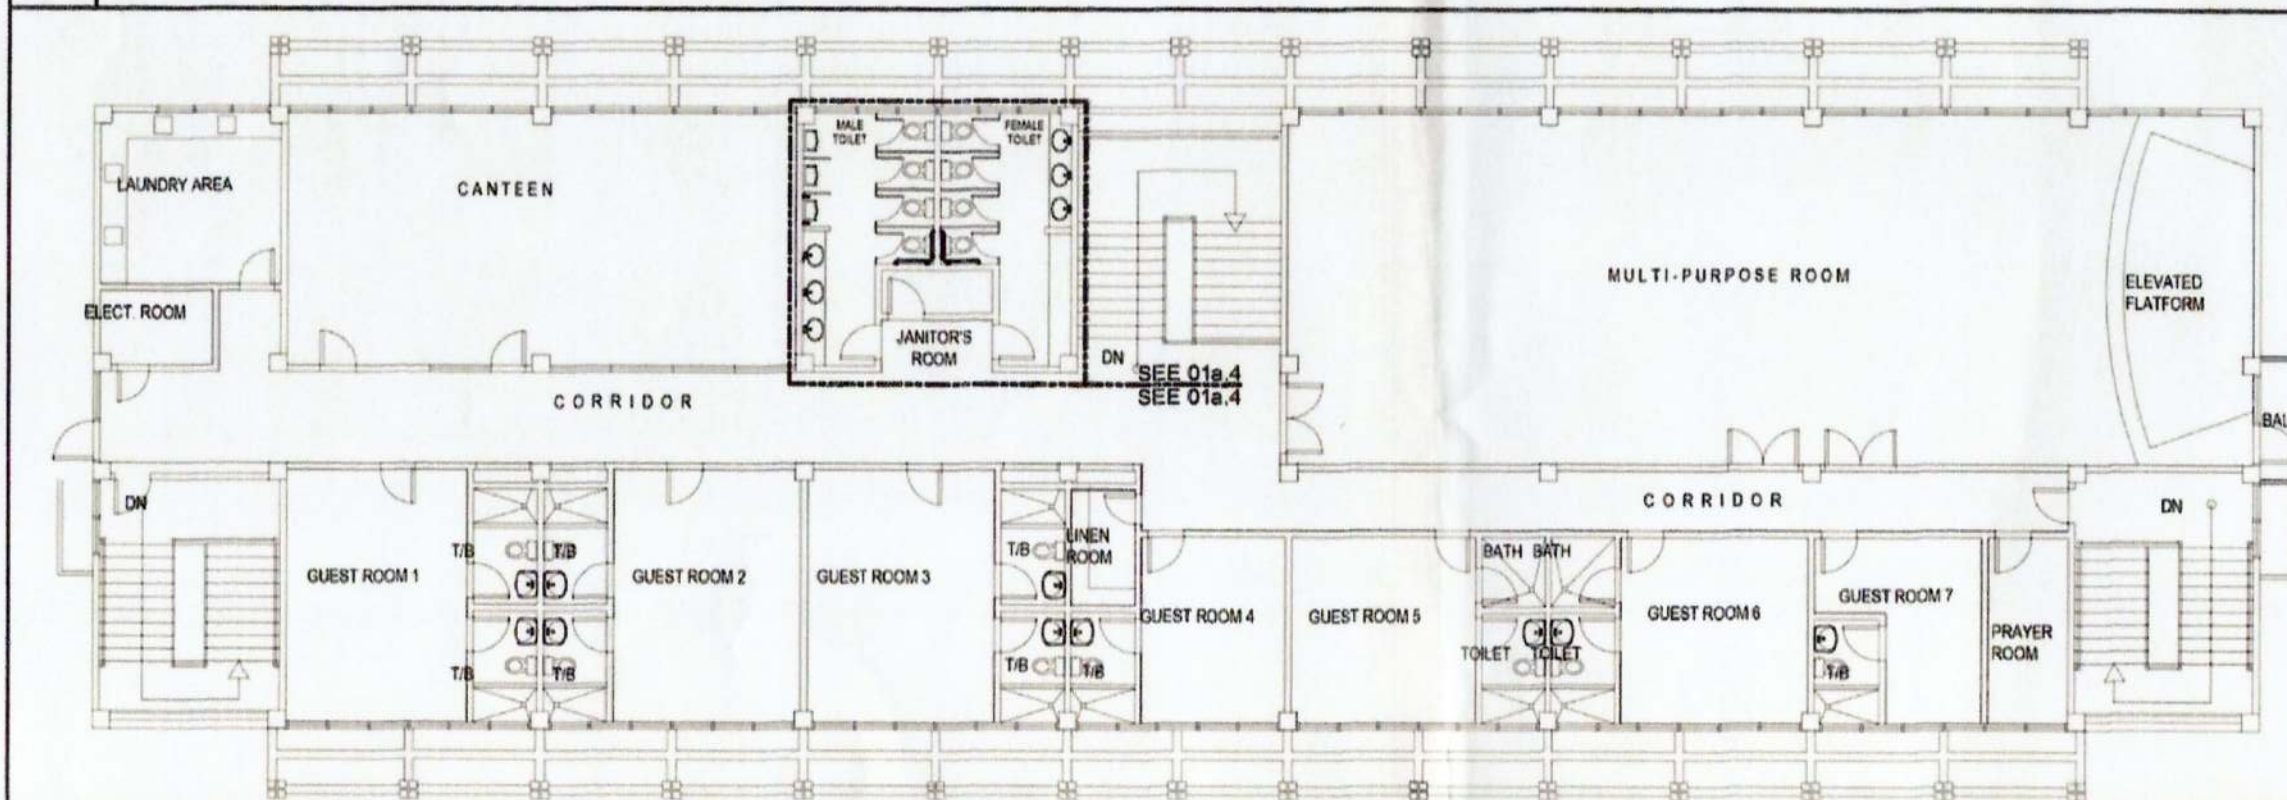 MALE
TOILET
FEMALE
TOILET
LAUNDRY AREA
CANTEEN
MULTI-PURPOSE ROOM
ELEVATED
FLATFORM
ELECT. ROOM
JANITOR'S
ROOM
DN
SEE 01a.4
SEE 01a.4
CORRIDOR
BAL
DN
CORRIDOR
DN
T/B
T/B
T/B
LINEN
ROOM
BATH
BATH
GUEST ROOM 1
GUEST ROOM 2
GUEST ROOM 3
GUEST ROOM 4
GUEST ROOM 5
GUEST ROOM 6
GUEST ROOM 7
PRAYER
ROOM
TOILET
TOILET
T/B
T/B
T/B
T/B
T/B